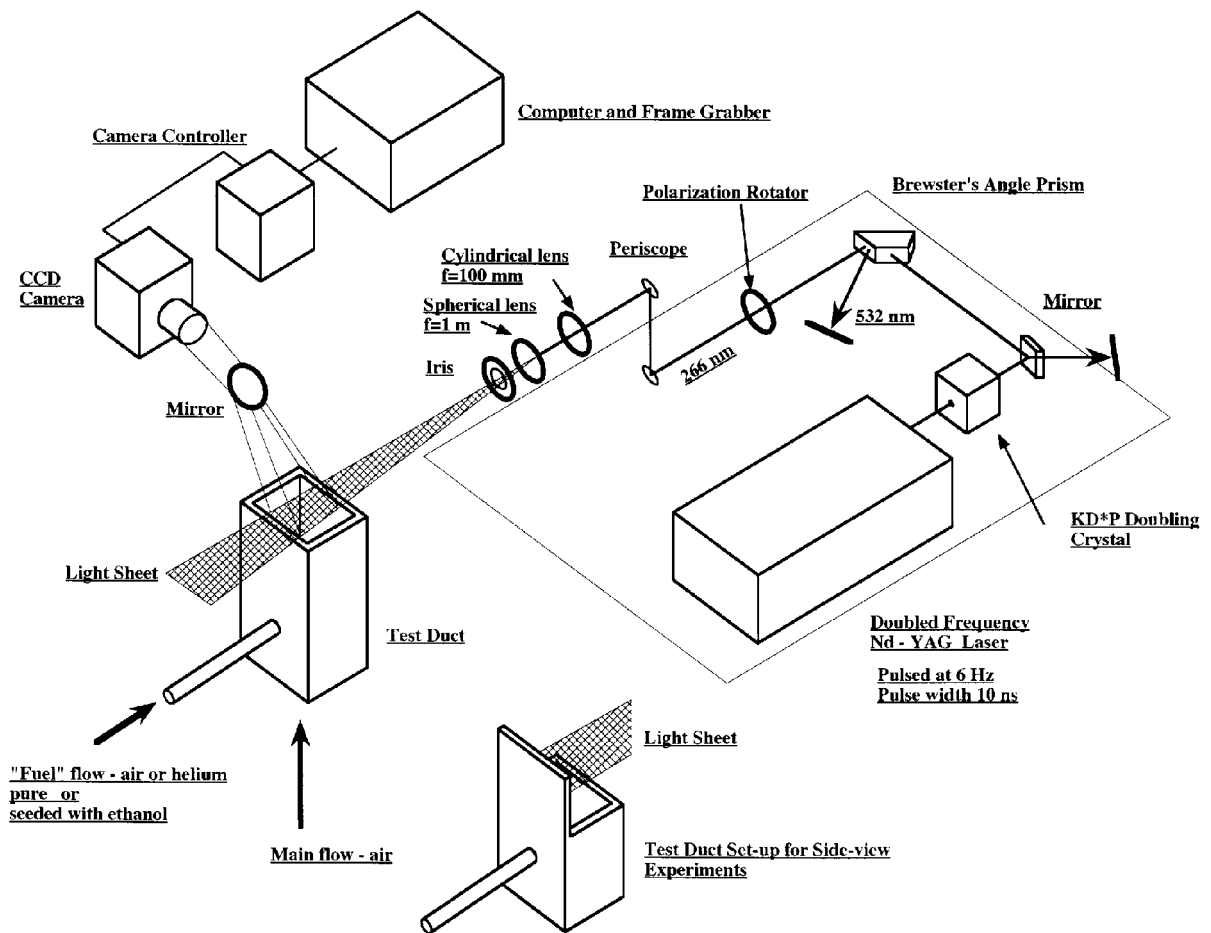 Computer and Frame Grabber
Camera Controller
Brewster's Angle Prism
Polarization Rotator
Periscope
Cylindrical lens
f=100 mm
CCD
Camera
Mirror
Spherical lens
f=1 m
532 nm
Iris
266 nm
Mirror
KD*P Doubling
Crystal
Light Sheet
Doubled Frequency
Nd - YAG Laser
Test Duct
Pulsed at 6 Hz
Pulse width 10 ns
Light Sheet
"Fuel" flow - air or helium
pure or
seeded with ethanol
Main flow - air
Test Duct Set-up for Side-view
Experiments